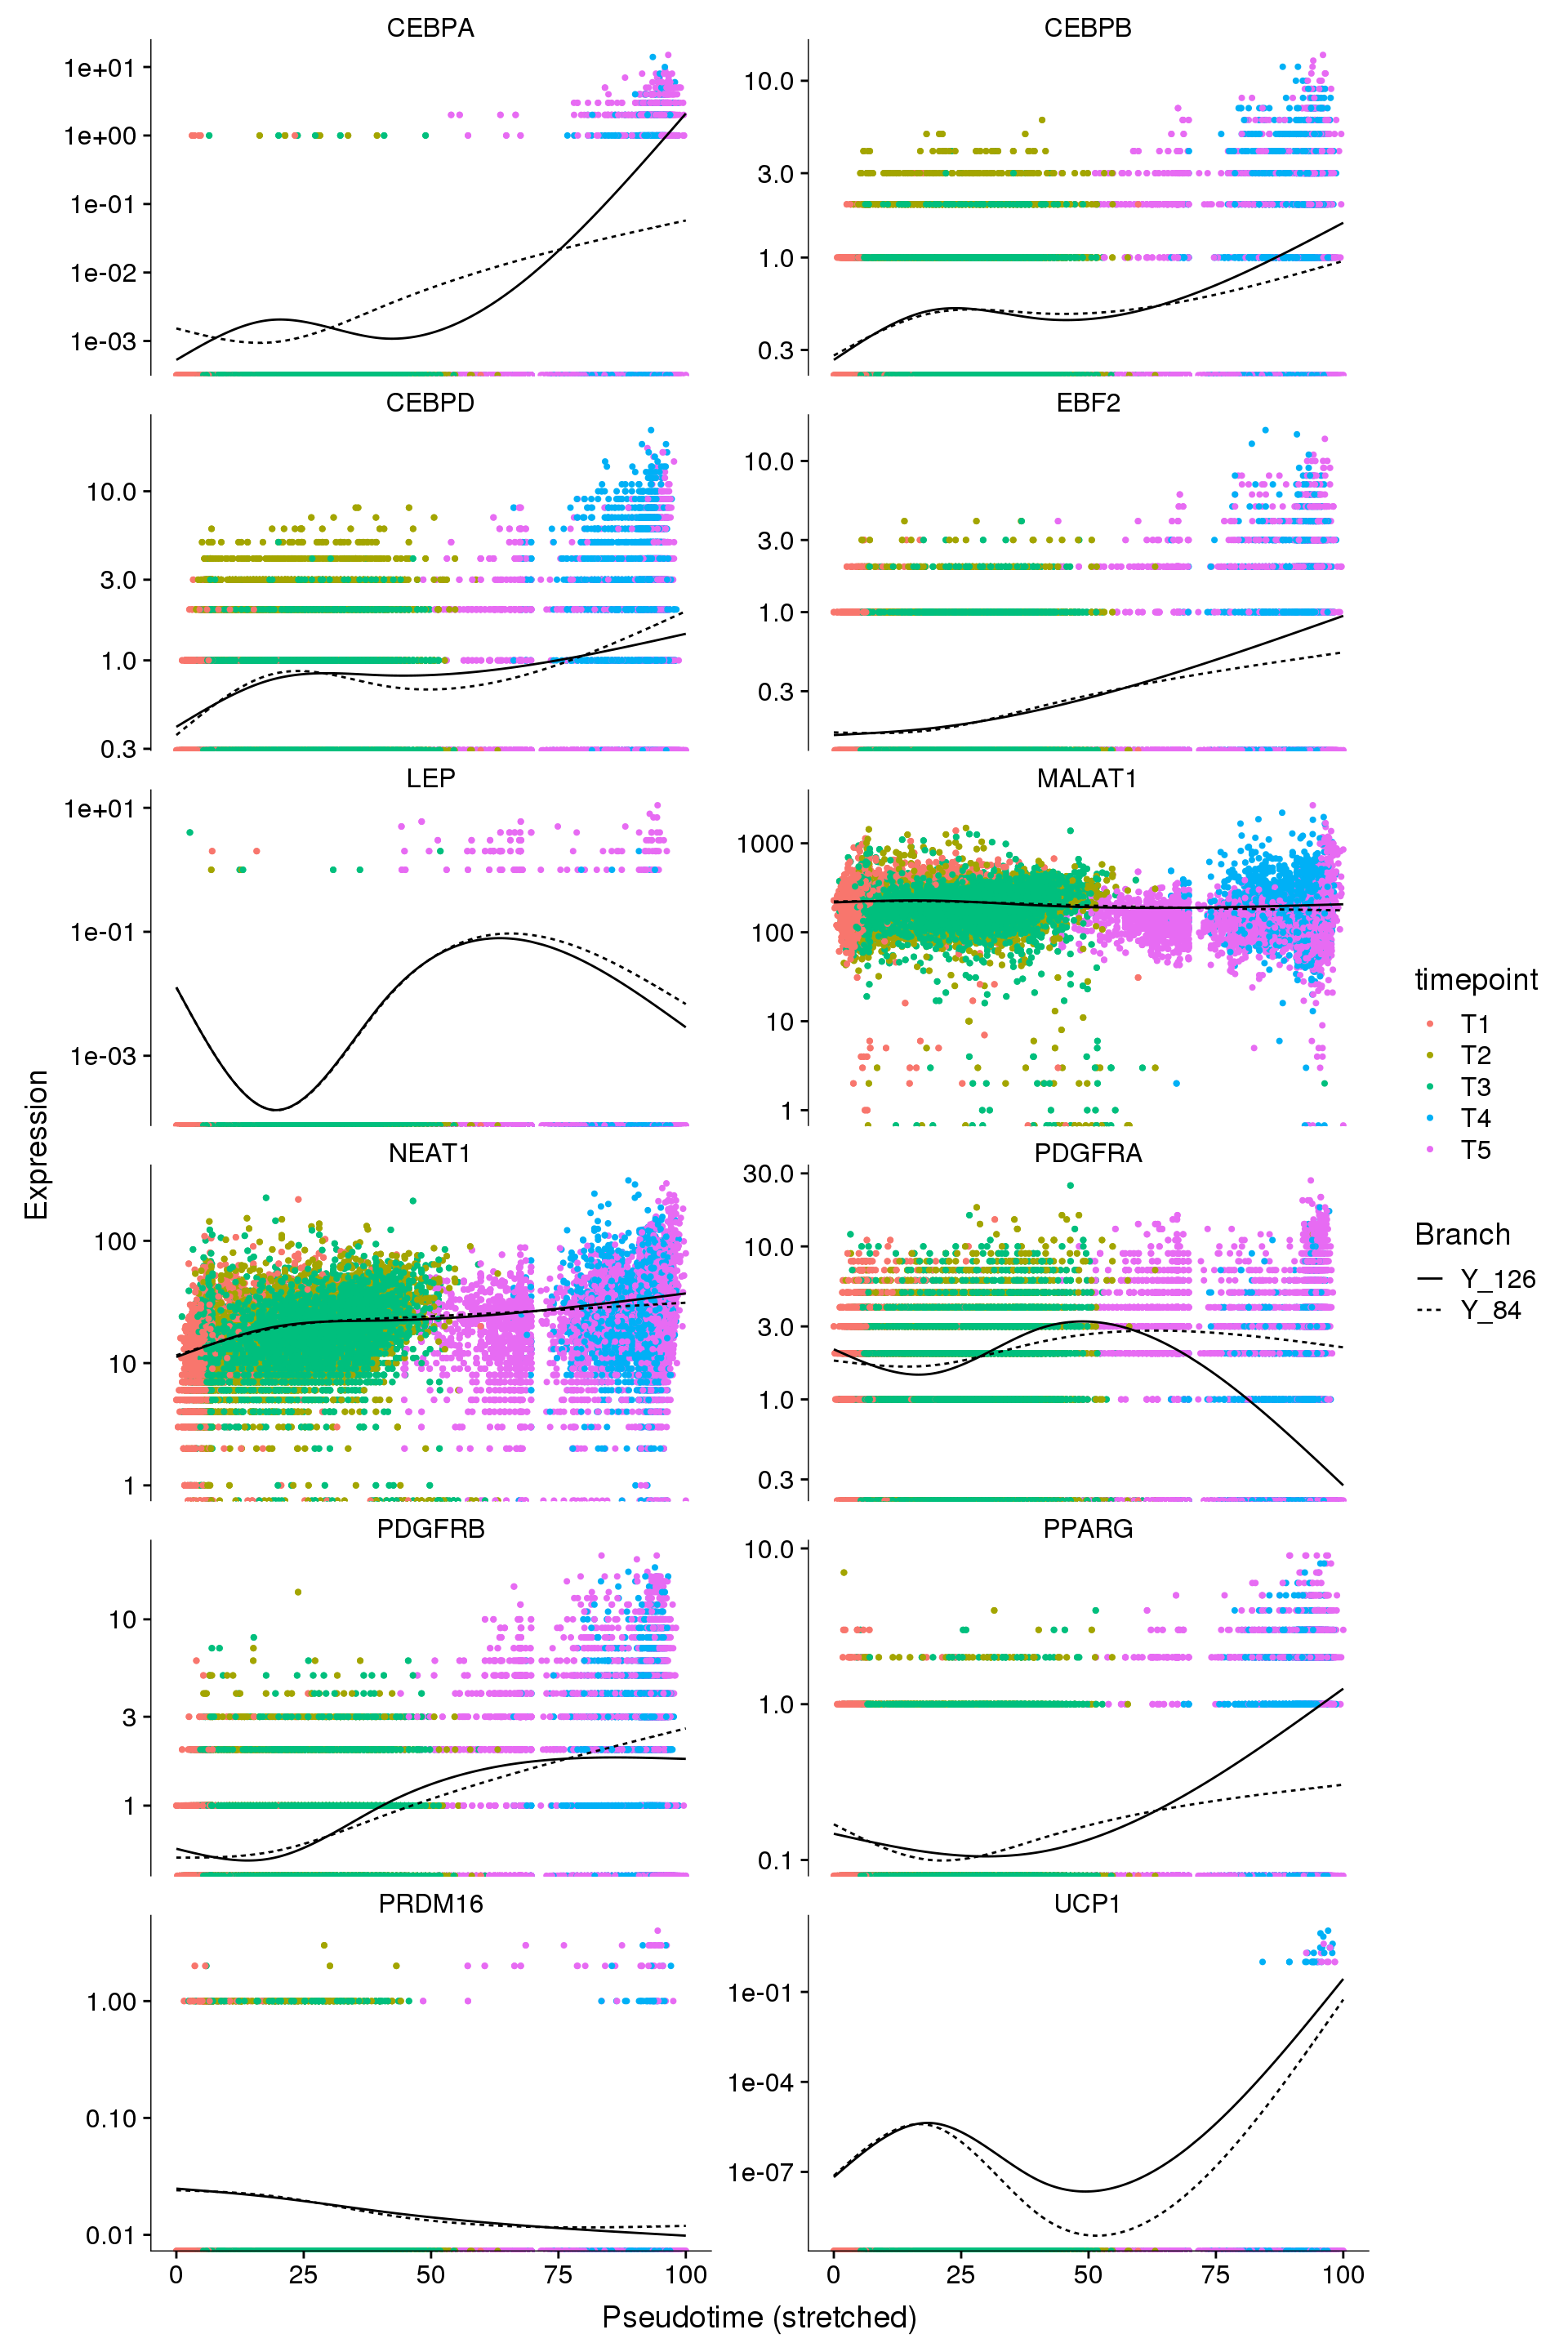 CEBPA
CEBPB
1e+01
1e+00
1e-01
1e-02
1e-03
10.0
3.0
1.0
0.3
CEBPD
EBF2
10.0
3.0
1.0
0.3
10.0
3.0
1.0
0.3
LEP
MALAT1
1e+01
1e-01
1e-03
1000
100
10
1
NEAT1
PDGFRA
100
10
1
30.0
10.0
3.0
1.0
0.3
PDGFRB
PPARG
10
3
1
10.0
1.0
0.1
PRDM16
UCP1
1.00
0.10
0.01
1e-01
1e-04
1e-07
0 25 50 75 100
0 25 50 75 100
Pseudotime (stretched)
Expression
timepoint
T1
T2
T3
T4
T5
Branch
Y_126
Y_84